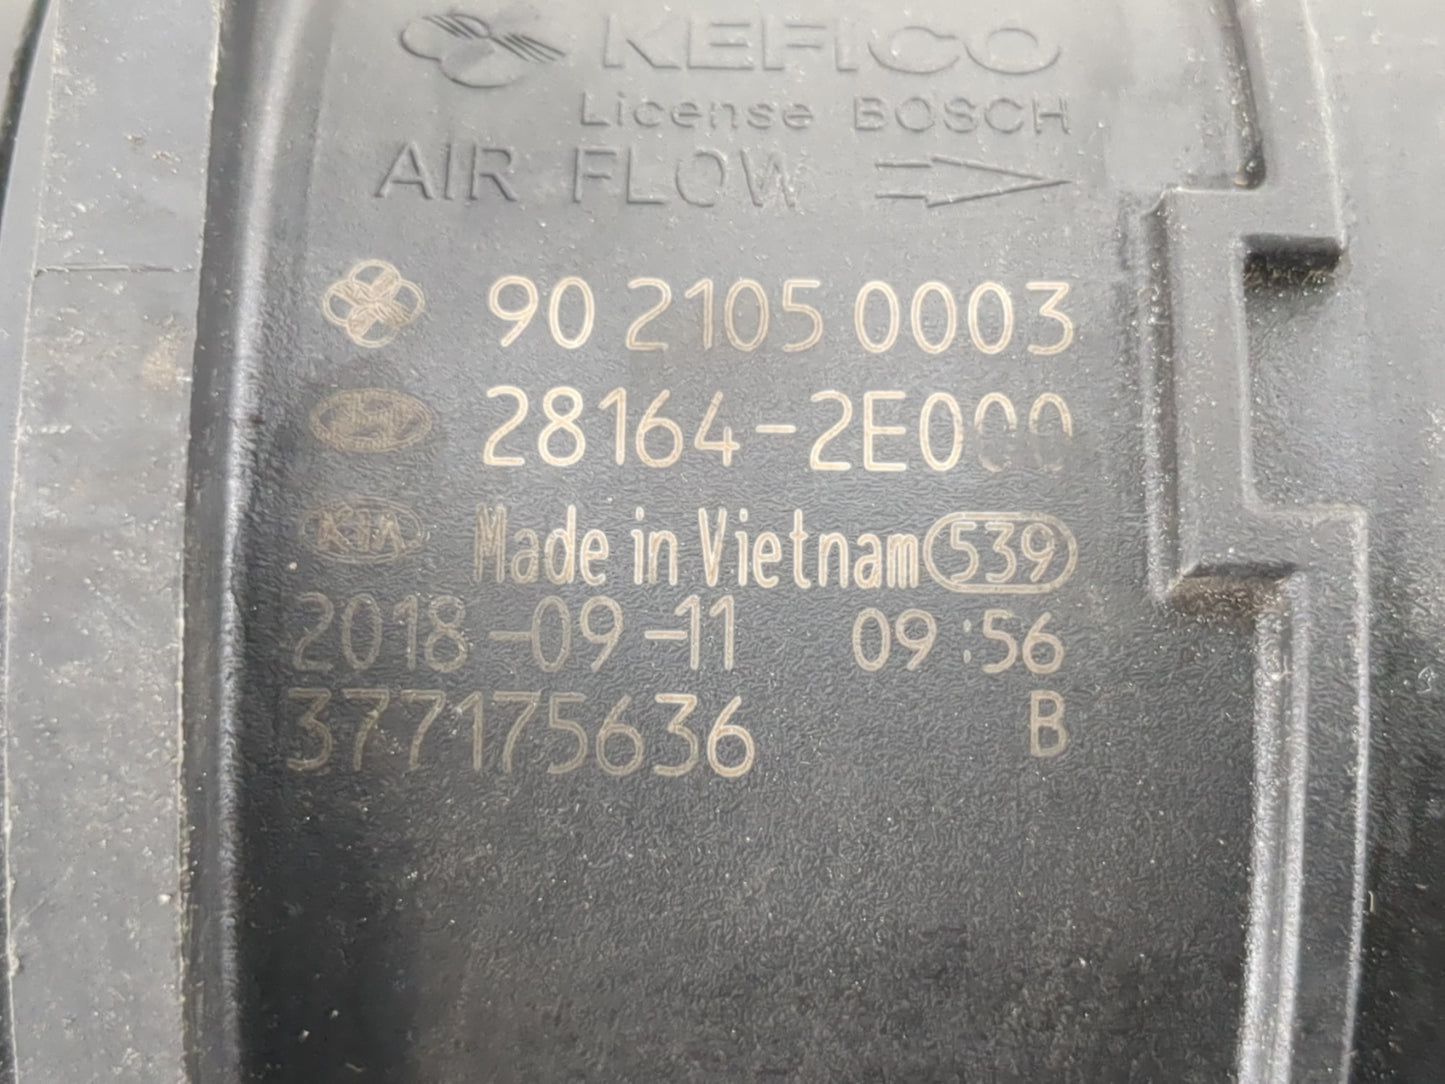 KEFICO
License BOSCH
AIR FLOW
90 2105 0003
28164-2E000
KIA Made in Vietnam 539
2018-09-11 09:56
377175636 B